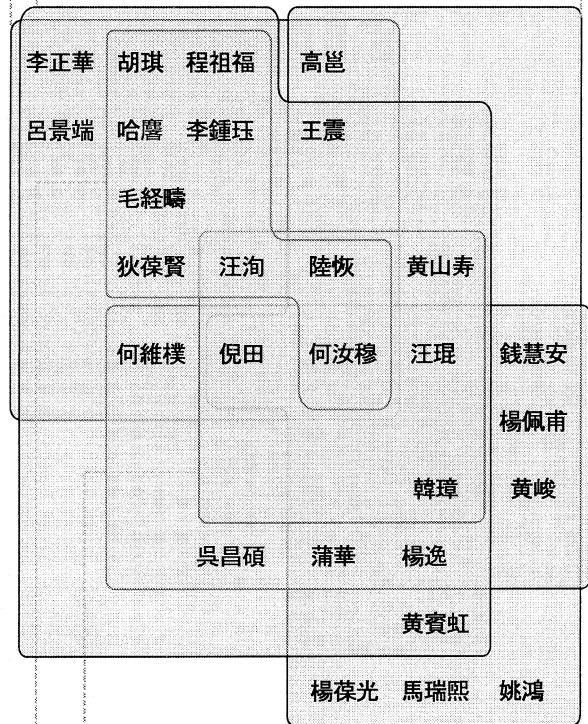 李正華 胡琪 程祖福 高邕
呂景端 哈麐 李鍾珏 王震
毛経疇
狄葆賢 汪洵 陸恢 黄山寿
何維樸 倪田 何汝穆 汪琨 銭慧安
楊佩甫
韓璋 黄峻
呉昌碩 蒲華 楊逸
黄賓虹
楊葆光 馬瑞熙 姚鴻